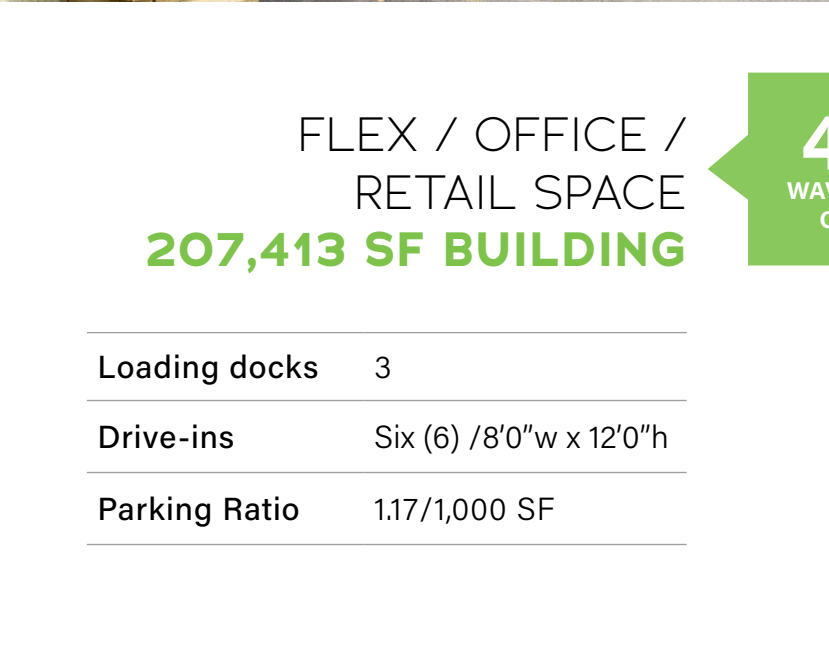 FLEX / OFFICE /
RETAIL SPACE
207,413 SF BUILDING
Loading docks 3
Drive-ins Six (6) /8'0"w x 12'0"h
Parking Ratio 1.17/1,000 SF
4